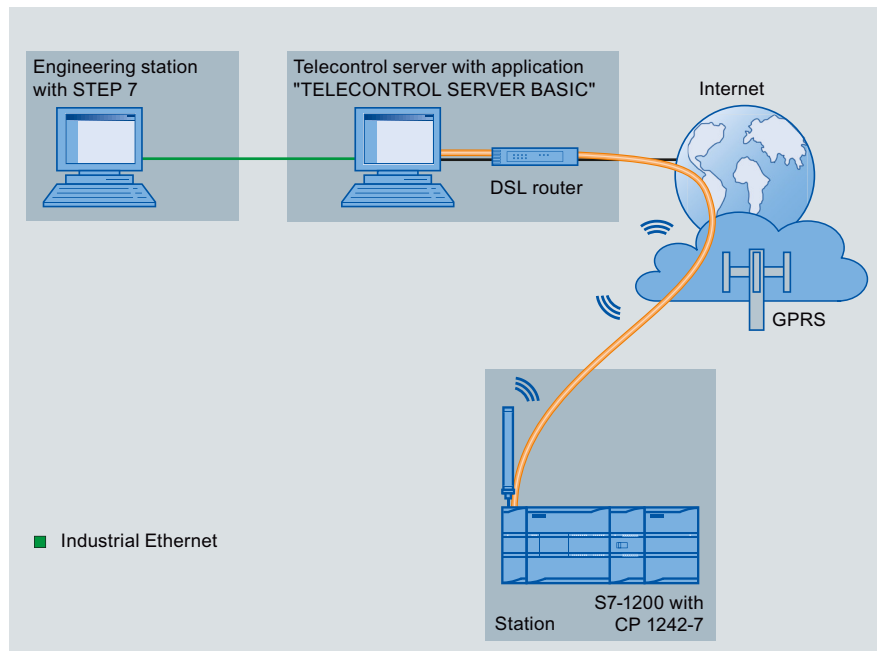 Engineering station
with STEP 7
Telecontrol server with application
"TELECONTROL SERVER BASIC"
Internet
DSL router
GPRS
Industrial Ethernet
Station
S7-1200 with
CP 1242-7